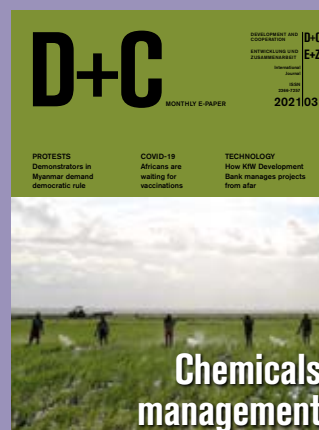 D+C
MONTHLY E-PAPER
DEVELOPMENT AND
COOPERATION
D+C
ENTWICKLUNG UND
ZUSAMMENARBEIT
E+Z
International
Journal
ISSN
2366-7257
2021 03
PROTESTS
Demonstrators in
Myanmar demand
democratic rule
COVID-19
Africans are
waiting for
vaccinations
TECHNOLOGY
How KfW Development
Bank manages projects
from afar
Chemicals
management